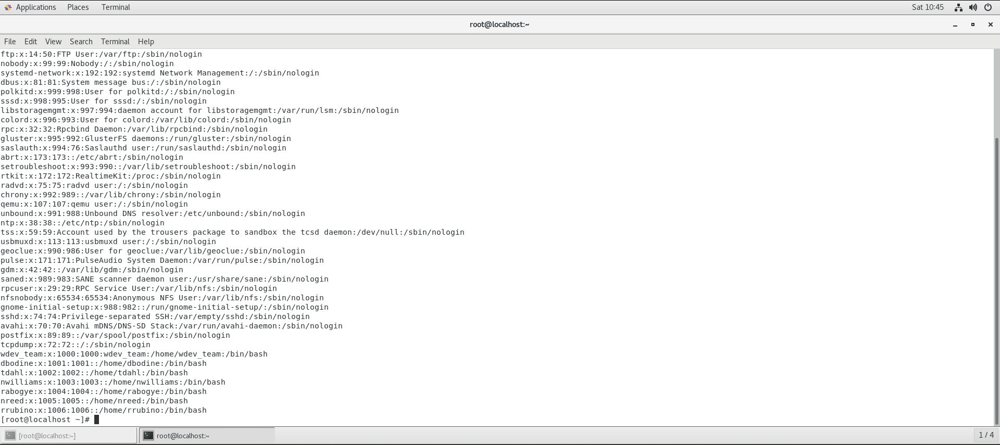 Applications Places Terminal Sat 10:45
root@localhost:~
File Edit View Search Terminal Help
ftp:x:14:50:FTP User:/var/ftp:/sbin/nologin
nobody:x:99:99:Nobody:/:/sbin/nologin
systemd-network:x:192:192:systemd Network Management:/:/sbin/nologin
dbus:x:81:81:System message bus:/:/sbin/nologin
polkitd:x:999:998:User for polkitd:/:/sbin/nologin
sssd:x:998:995:User for sssd:/:/sbin/nologin
libstoragemgmt:x:997:994:daemon account for libstoragemgmt:/var/run/lsm:/sbin/nologin
colord:x:996:993:User for colord:/var/lib/colord:/sbin/nologin
rpc:x:32:32:Rpcbind Daemon:/var/lib/rpcbind:/sbin/nologin
gluster:x:995:992:GlusterFS daemons:/run/gluster:/sbin/nologin
saslauth:x:994:76:Saslauthd user:/run/saslauthd:/sbin/nologin
abrt:x:173:173::/etc/abrt:/sbin/nologin
setroubleshoot:x:993:990::/var/lib/setroubleshoot:/sbin/nologin
rtkit:x:172:172:RealtimeKit:/proc:/sbin/nologin
radvd:x:75:75:radvd user:/:/sbin/nologin
chrony:x:992:989::/var/lib/chrony:/sbin/nologin
qemu:x:107:107:qemu user:/:/sbin/nologin
unbound:x:991:988:Unbound DNS resolver:/etc/unbound:/sbin/nologin
ntp:x:38:38::/etc/ntp:/sbin/nologin
tss:x:59:59:Account used by the trousers package to sandbox the tcsd daemon:/dev/null:/sbin/nologin
usbmuxd:x:113:113:usbmuxd user:/:/sbin/nologin
geoclue:x:990:986:User for geoclue:/var/lib/geoclue:/sbin/nologin
pulse:x:171:171:PulseAudio System Daemon:/var/run/pulse:/sbin/nologin
gdm:x:42:42::/var/lib/gdm:/sbin/nologin
saned:x:989:983:SANE scanner daemon user:/usr/share/sane:/sbin/nologin
rpcuser:x:29:29:RPC Service User:/var/lib/nfs:/sbin/nologin
nfsnobody:x:65534:65534:Anonymous NFS User:/var/lib/nfs:/sbin/nologin
gnome-initial-setup:x:988:982::/run/gnome-initial-setup/:/sbin/nologin
sshd:x:74:74:Privilege-separated SSH:/var/empty/sshd:/sbin/nologin
avahi:x:70:70:Avahi mDNS/DNS-SD Stack:/var/run/avahi-daemon:/sbin/nologin
postfix:x:89:89::/var/spool/postfix:/sbin/nologin
tcpdump:x:72:72::/:/sbin/nologin
wdev_team:x:1000:1000:wdev_team:/home/wdev_team:/bin/bash
dbodine:x:1001:1001::/home/dbodine:/bin/bash
tdahl:x:1002:1002::/home/tdahl:/bin/bash
nwilliams:x:1003:1003::/home/nwilliams:/bin/bash
rabogye:x:1004:1004::/home/rabogye:/bin/bash
nreed:x:1005:1005::/home/nreed:/bin/bash
rrubino:x:1006:1006::/home/rrubino:/bin/bash
[root@localhost ~]#
[root@localhost:~] root@localhost:~ 1 / 4